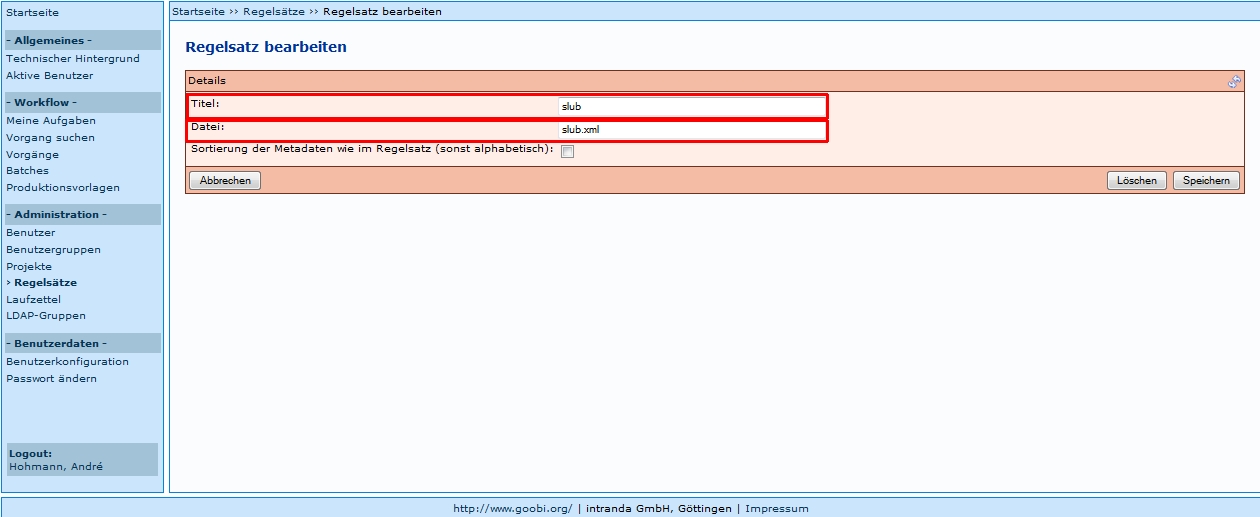 Startseite
- Allgemeines -
Technischer Hintergrund
Aktive Benutzer
- Workflow -
Meine Aufgaben
Vorgang suchen
Vorgänge
Batches
Produktionsvorlagen
- Administration -
Benutzer
Benutzergruppen
Projekte
› Regelsätze
Laufzettel
LDAP-Gruppen
- Benutzerdaten -
Benutzerkonfiguration
Passwort ändern
Logout:
Hohmann, André
Startseite ›› Regelsätze ›› Regelsatz bearbeiten
Regelsatz bearbeiten
Details
Titel: slub
Datei: slub.xml
Sortierung der Metadaten wie im Regelsatz (sonst alphabetisch):
Abbrechen Löschen Speichern
http://www.goobi.org/ | intranda GmbH, Göttingen | Impressum